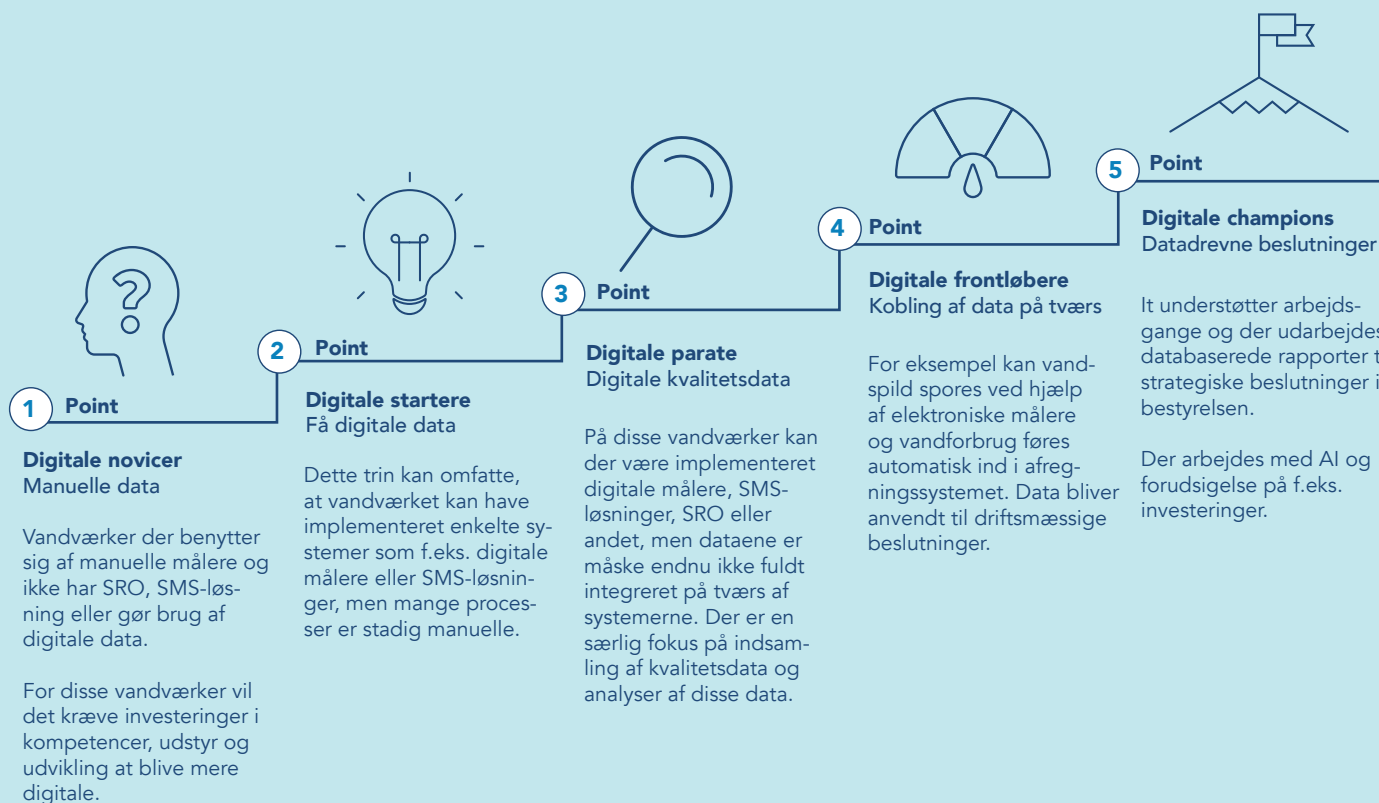 1 Point
Digitale novicer
Manuelle data
Vandværker der benytter
sig af manuelle målere og
ikke har SRO, SMS-løs-
ning eller gør brug af
digitale data.
For disse vandværker vil
det kræve investeringer i
kompetencer, udstyr og
udvikling at blive mere
digitale.
2 Point
Digitale startere
Få digitale data
Dette trin kan omfatte,
at vandværket kan have
implementeret enkelte sy-
stemer som f.eks. digitale
målere eller SMS-løsnin-
ger, men mange proces-
ser er stadig manuelle.
3 Point
Digitale parate
Digitale kvalitetsdata
På disse vandværker kan
der være implementeret
digitale målere, SMS-
løsninger, SRO eller
andet, men dataene er
måske endnu ikke fuldt
integreret på tværs af
systemerne. Der er en
særlig fokus på indsam-
ling af kvalitetsdata og
analyser af disse data.
4 Point
Digitale frontløbere
Kobling af data på tværs
For eksempel kan vand-
spild spores ved hjælp
af elektroniske målere
og vandforbrug føres
automatisk ind i afreg-
ningssystemet. Data bliver
anvendt til driftsmæssige
beslutninger.
5 Point
Digitale champions
Datadrevne beslutninger
It understøtter arbejds-
gange og der udarbejdes
databaserede rapporter
strategiske beslutninger i
bestyrelsen.
Der arbejdes med AI og
forudsigelse på f.eks.
investeringer.